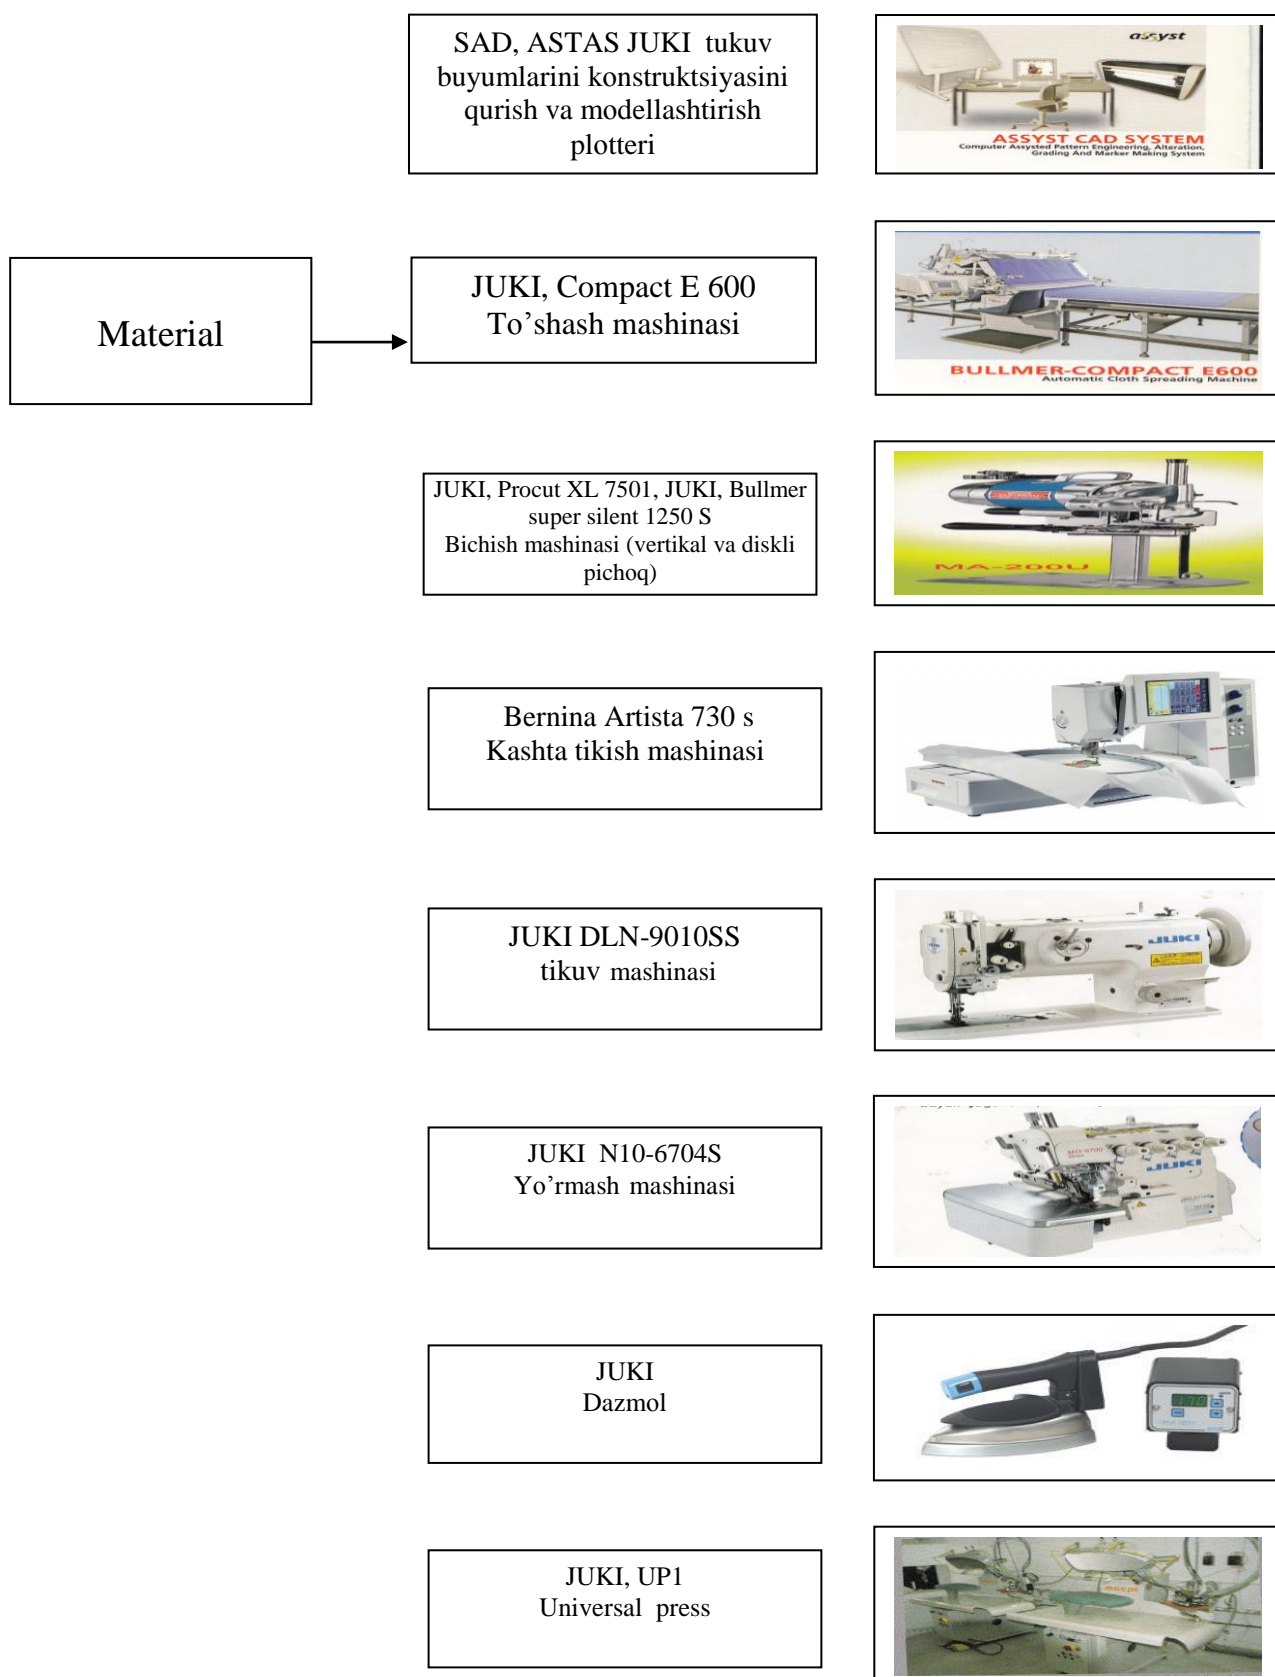 SAD, ASTAS JUKI tukuv
buyumlarini konstruktsiyasini
qurish va modellashtirish
plotteri
assyst
ASSYST CAD SYSTEM
Computer Assysted Pattern Engineering, Alteration,
Grading And Marker Making System
Material
JUKI, Compact E 600
To’shash mashinasi
BULLMER-COMPACT E600
Automatic Cloth Spreading Machine
JUKI, Procut XL 7501, JUKI, Bullmer
super silent 1250 S
Bichish mashinasi (vertikal va diskli
pichoq)
MA-200U
Bernina Artista 730 s
Kashta tikish mashinasi
JUKI DLN-9010SS
tikuv mashinasi
JUKI
JUKI N10-6704S
Yo’rmash mashinasi
MO-6700
JUKI
JUKI
Dazmol
JUKI, UP1
Universal press
macpi